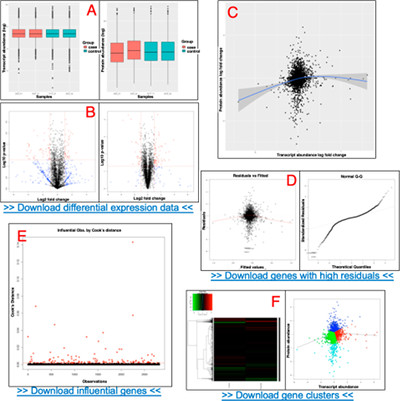 A
Transcript abundance (log)
Group
case
control
Samples
Protein abundance (log)
Group
case
control
Samples
B
Log10 p-value
Log2 fold change
Log10 p-value
Log2 fold change
>> Download differential expression data <<
C
Protein abundance log fold change
Transcript abundance log fold change
D
Residuals vs Fitted
Residuals
Fitted values
Normal Q-Q
Standardized Residuals
Theoretical Quantiles
>> Download genes with high residuals <<
E
Influential Obs. by Cook's distance
Cook's Distance
Observations
>> Download influential genes <<
F
Protein abundance
Transcript abundance
>> Download gene clusters <<